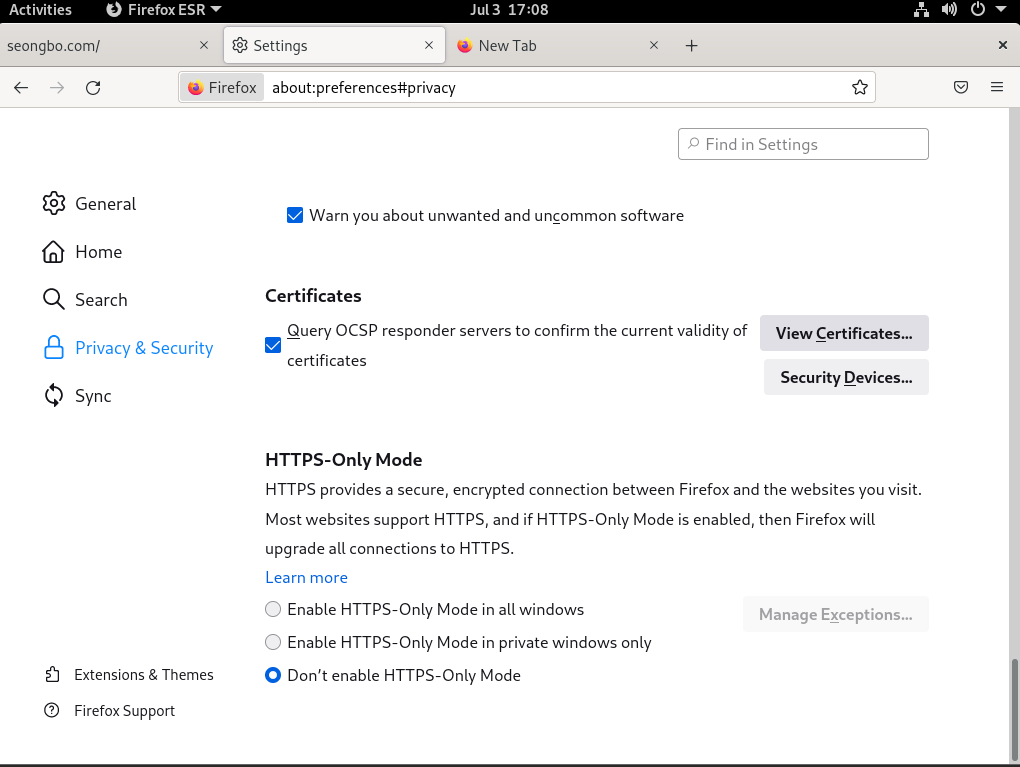 Activities Firefox ESR Jul 3 17:08
seongbo.com/ Settings New Tab
Firefox about:preferences#privacy
Find in Settings
General
Home
Search
Privacy & Security
Sync
Extensions & Themes
Firefox Support
Warn you about unwanted and uncommon software
Certificates
Query OCSP responder servers to confirm the current validity of
certificates
View Certificates...
Security Devices...
HTTPS-Only Mode
HTTPS provides a secure, encrypted connection between Firefox and the websites you visit.
Most websites support HTTPS, and if HTTPS-Only Mode is enabled, then Firefox will
upgrade all connections to HTTPS.
Learn more
Enable HTTPS-Only Mode in all windows
Manage Exceptions...
Enable HTTPS-Only Mode in private windows only
Don’t enable HTTPS-Only Mode